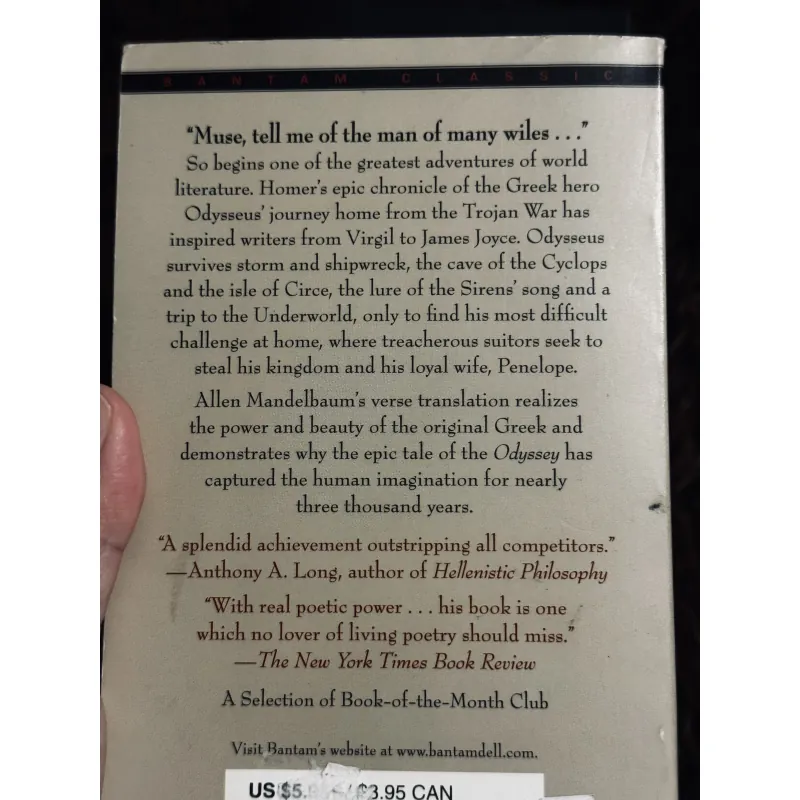 BANTAM CLASSIC
“Muse, tell me of the man of many wiles . . .”
So begins one of the greatest adventures of world
literature. Homer’s epic chronicle of the Greek hero
Odysseus’ journey home from the Trojan War has
inspired writers from Virgil to James Joyce. Odysseus
survives storm and shipwreck, the cave of the Cyclops
and the isle of Circe, the lure of the Sirens’ song and a
trip to the Underworld, only to find his most difficult
challenge at home, where treacherous suitors seek to
steal his kingdom and his loyal wife, Penelope.
Allen Mandelbaum’s verse translation realizes
the power and beauty of the original Greek and
demonstrates why the epic tale of the Odyssey has
captured the human imagination for nearly
three thousand years.
“A splendid achievement outstripping all competitors.”
—Anthony A. Long, author of Hellenistic Philosophy
“With real poetic power . . . his book is one
which no lover of living poetry should miss.”
—The New York Times Book Review
A Selection of Book-of-the-Month Club
Visit Bantam’s website at www.bantamdell.com.
US CAN